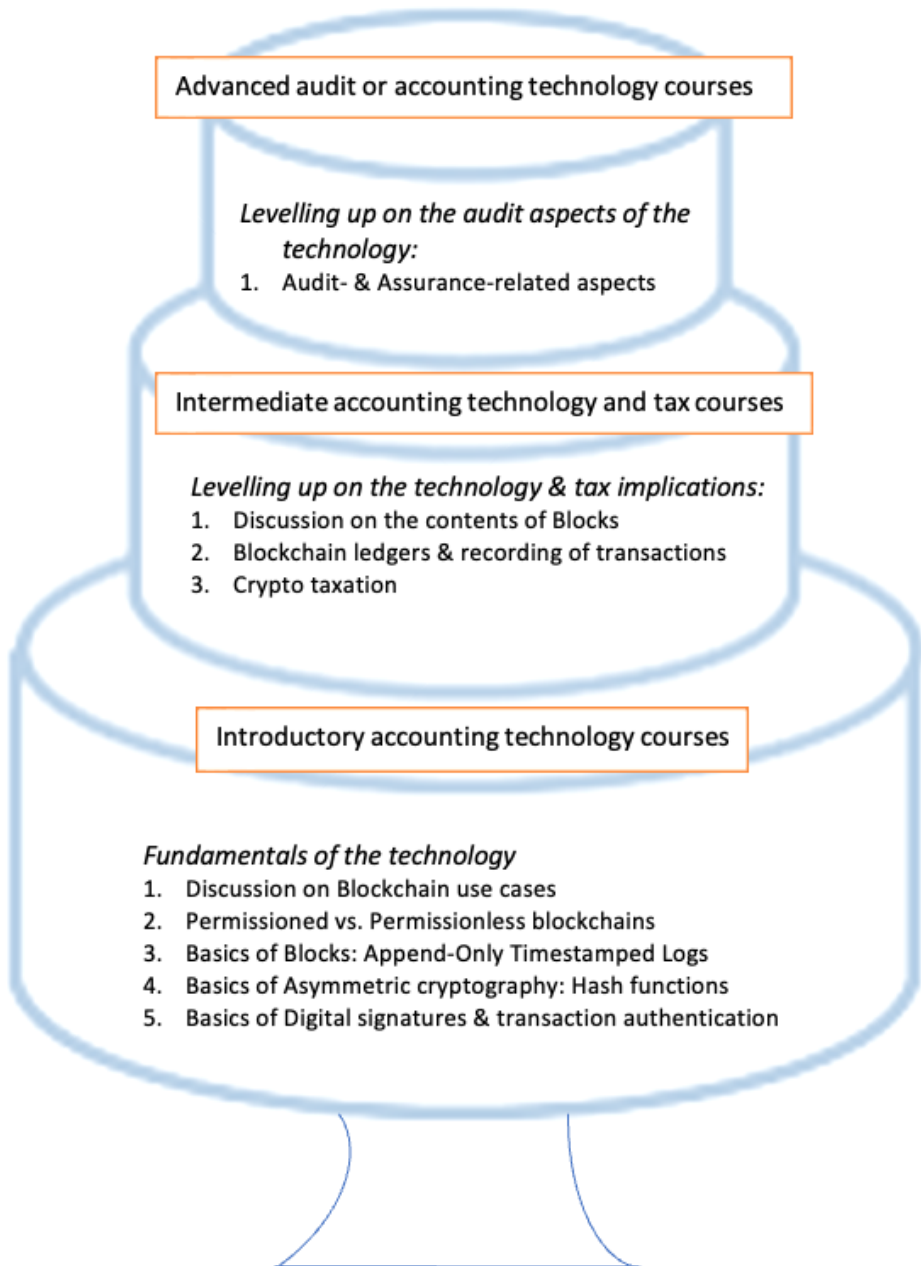 Advanced audit or accounting technology courses
Levelling up on the audit aspects of the
technology:
1. Audit- & Assurance-related aspects
Intermediate accounting technology and tax courses
Levelling up on the technology & tax implications:
1. Discussion on the contents of Blocks
2. Blockchain ledgers & recording of transactions
3. Crypto taxation
Introductory accounting technology courses
Fundamentals of the technology
1. Discussion on Blockchain use cases
2. Permissioned vs. Permissionless blockchains
3. Basics of Blocks: Append-Only Timestamped Logs
4. Basics of Asymmetric cryptography: Hash functions
5. Basics of Digital signatures & transaction authentication